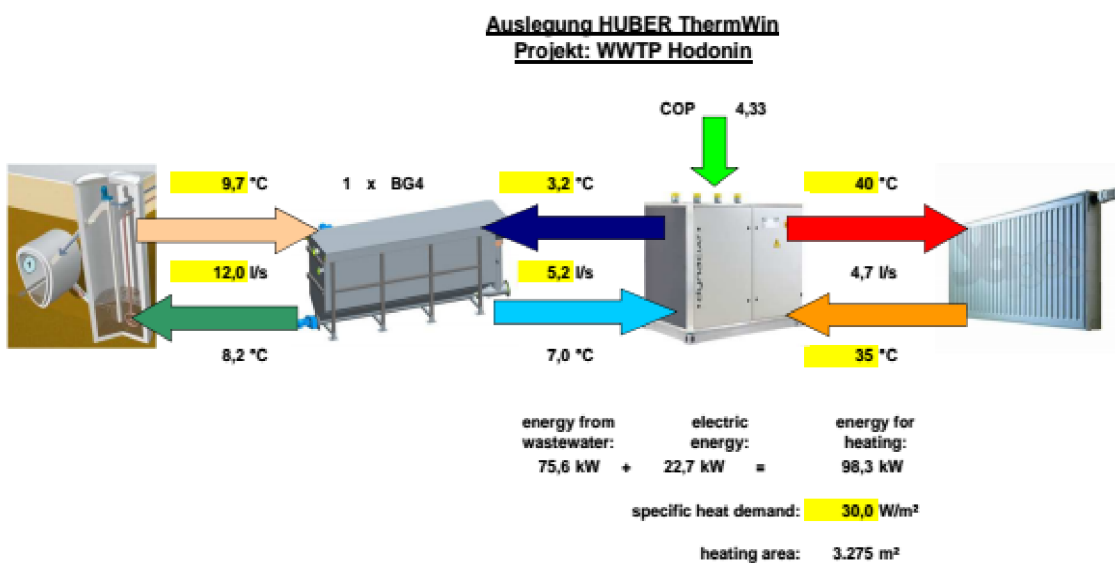 Auslegung HUBER ThermWin
Projekt: WWTP Hodonin
COP 4,33
9,7 °C 1 x BG4 3,2 °C 40 °C
12,0 l/s 5,2 l/s 4,7 l/s
8,2 °C 7,0 °C 35 °C
energy from electric energy for
wastewater: energy: heating:
75,6 kW + 22,7 kW = 98,3 kW
specific heat demand: 30,0 W/m²
heating area: 3.275 m²